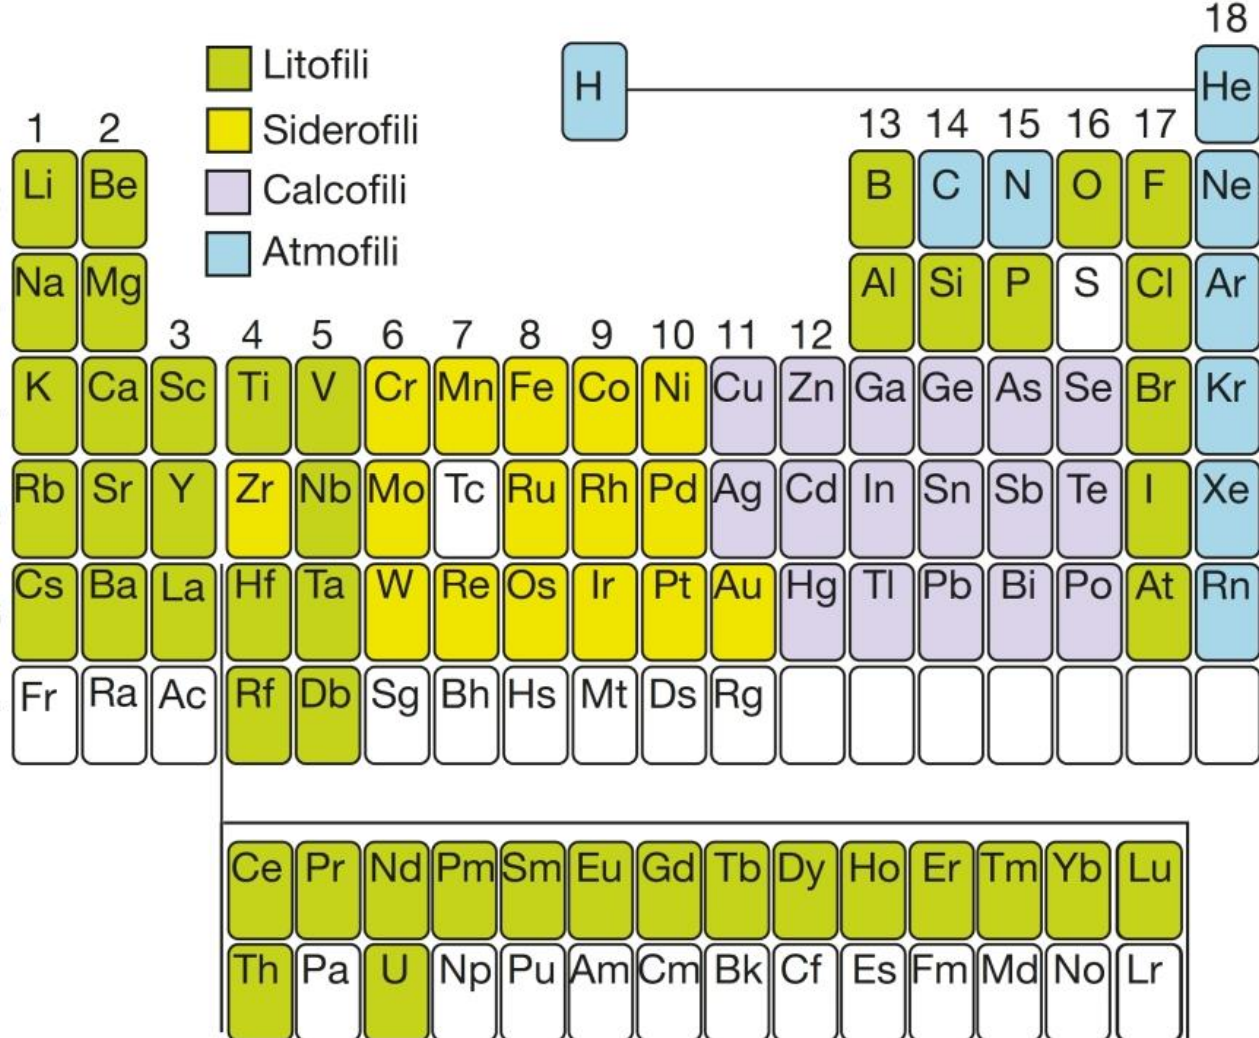 18
Litofili
H He
Siderofili
1 2 13 14 15 16 17
Li Be B C N O F Ne
Calcofili
Atmofili
Na Mg Al Si P S Cl Ar
3 4 5 6 7 8 9 10 11 12
K Ca Sc Ti V Cr Mn Fe Co Ni Cu Zn Ga Ge As Se Br Kr
Rb Sr Y Zr Nb Mo Tc Ru Rh Pd Ag Cd In Sn Sb Te I Xe
Cs Ba La Hf Ta W Re Os Ir Pt Au Hg Tl Pb Bi Po At Rn
Fr Ra Ac Rf Db Sg Bh Hs Mt Ds Rg
Ce Pr Nd Pm Sm Eu Gd Tb Dy Ho Er Tm Yb Lu
Th Pa U Np Pu Am Cm Bk Cf Es Fm Md No Lr